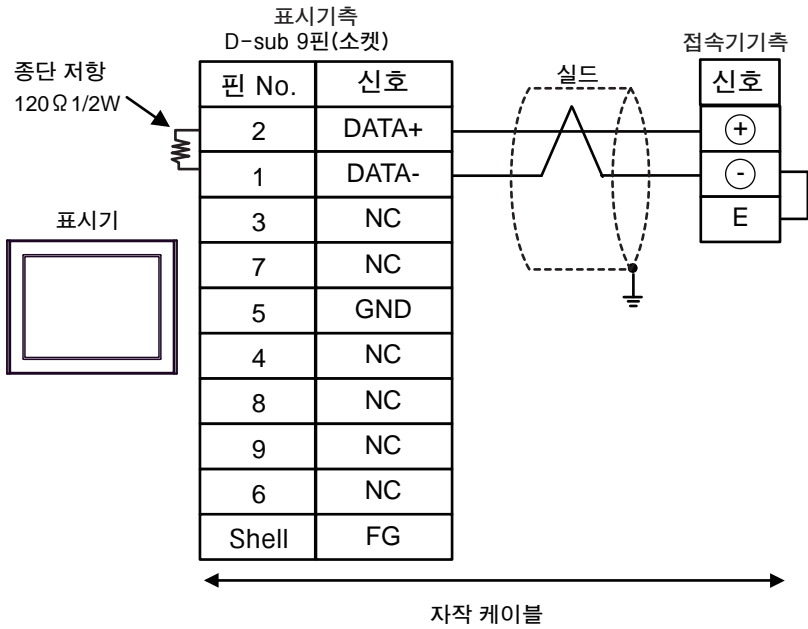 표시기측
D-sub 9핀(소켓)
접속기기측
종단 저항
120Ω1/2W
표시기
핀 No. 신호
2 DATA+
1 DATA-
3 NC
7 NC
5 GND
4 NC
8 NC
9 NC
6 NC
Shell FG
실드
신호
+
-
E
자작 케이블